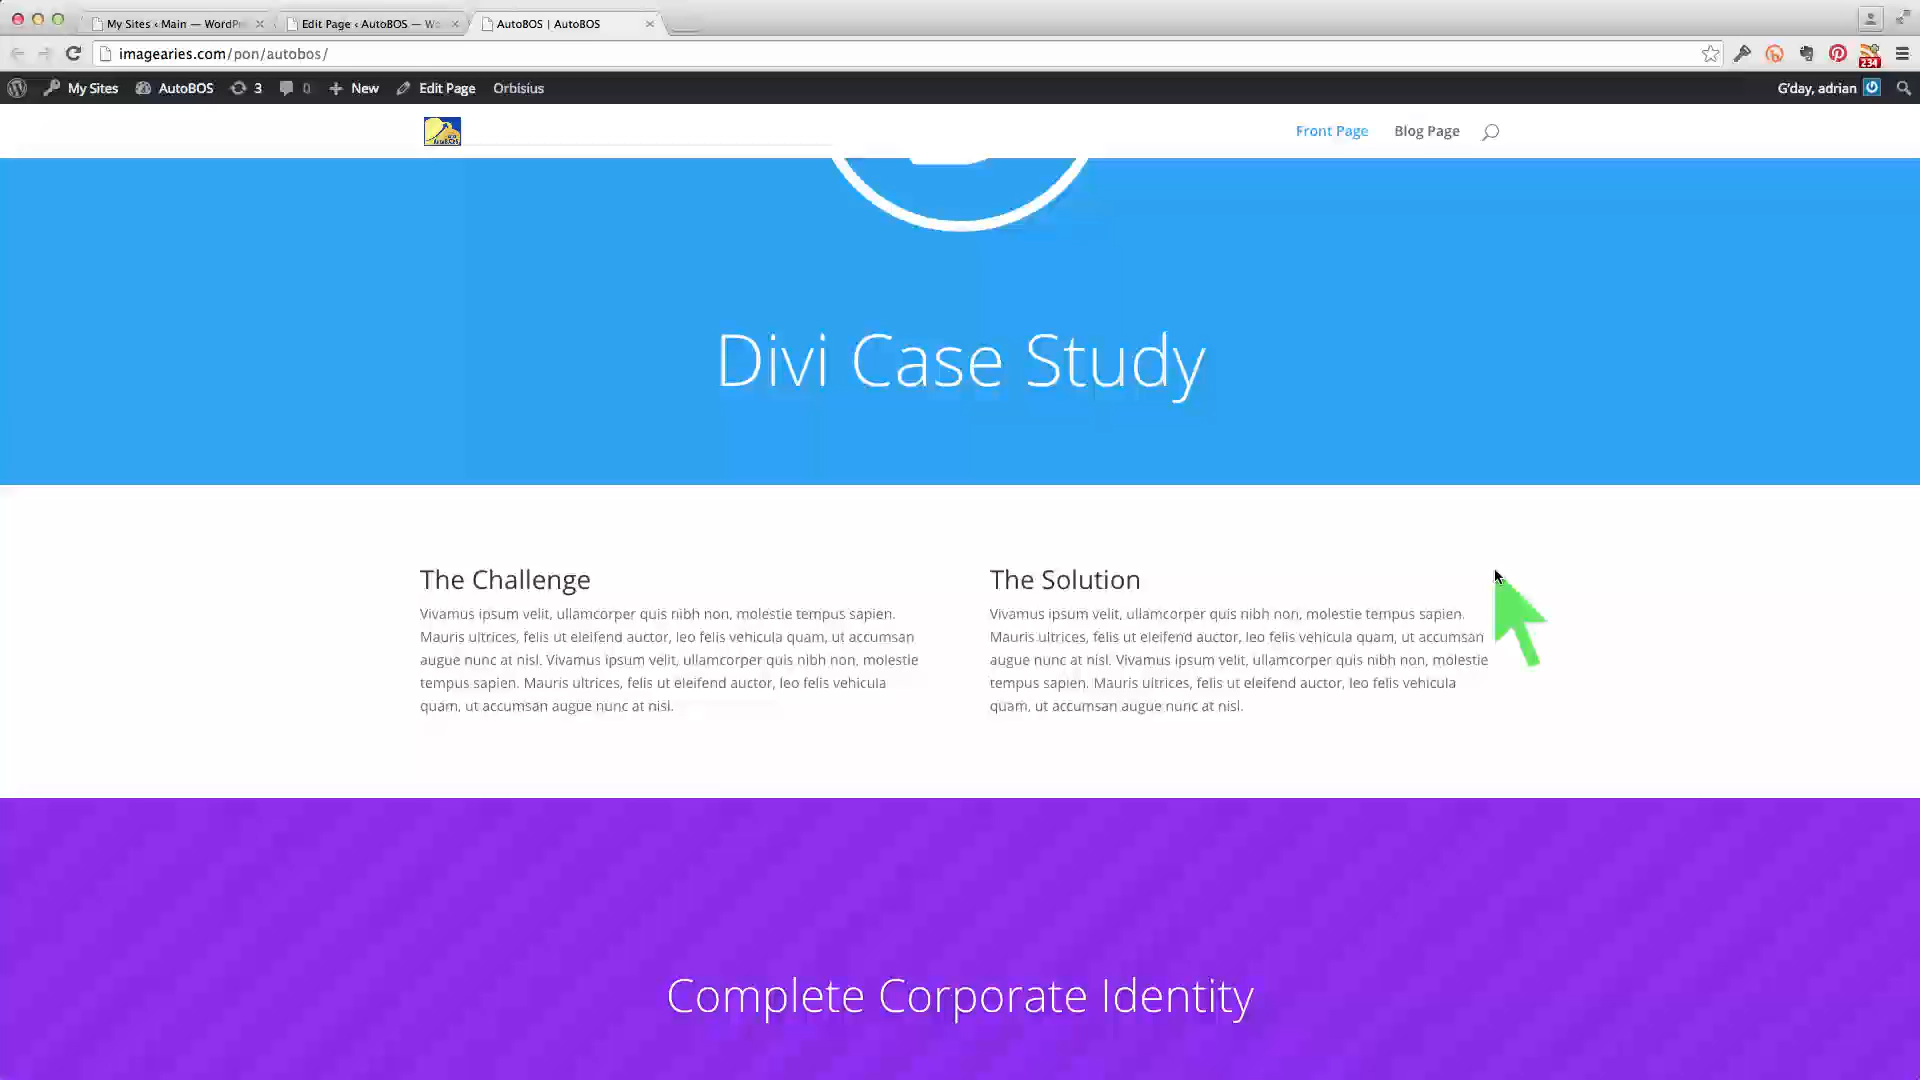 My Sites ‹ Main — WordPr
Edit Page ‹ AutoBOS — Wo
AutoBOS | AutoBOS
imagearies.com/pon/autobos/
234
My Sites
AutoBOS
3
0
New
Edit Page
Orbisius
G'day, adrian
Front Page
Blog Page
Divi Case Study
The Challenge
Vivamus ipsum velit, ullamcorper quis nibh non, molestie tempus sapien.
Mauris ultrices, felis ut eleifend auctor, leo felis vehicula quam, ut accumsan
augue nunc at nisl. Vivamus ipsum velit, ullamcorper quis nibh non, molestie
tempus sapien. Mauris ultrices, felis ut eleifend auctor, leo felis vehicula
quam, ut accumsan augue nunc at nisl.
The Solution
Vivamus ipsum velit, ullamcorper quis nibh non, molestie tempus sapien.
Mauris ultrices, felis ut eleifend auctor, leo felis vehicula quam, ut accumsan
augue nunc at nisl. Vivamus ipsum velit, ullamcorper quis nibh non, molestie
tempus sapien. Mauris ultrices, felis ut eleifend auctor, leo felis vehicula
quam, ut accumsan augue nunc at nisl.
Complete Corporate Identity